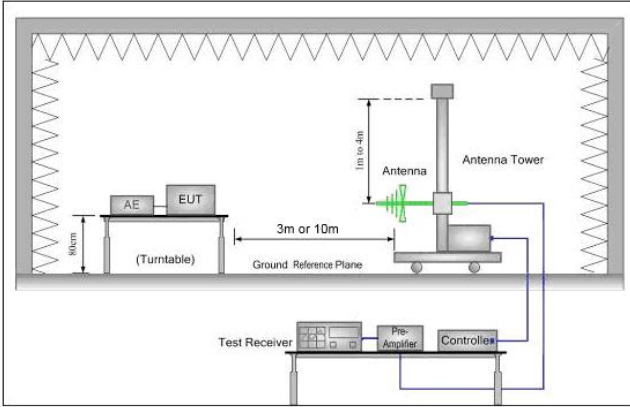 1m to 4m
Antenna
Antenna Tower
AE
EUT
80cm
(Turntable)
3m or 10m
Ground Reference Plane
Test Receiver
Pre-
Amplifier
Controlle